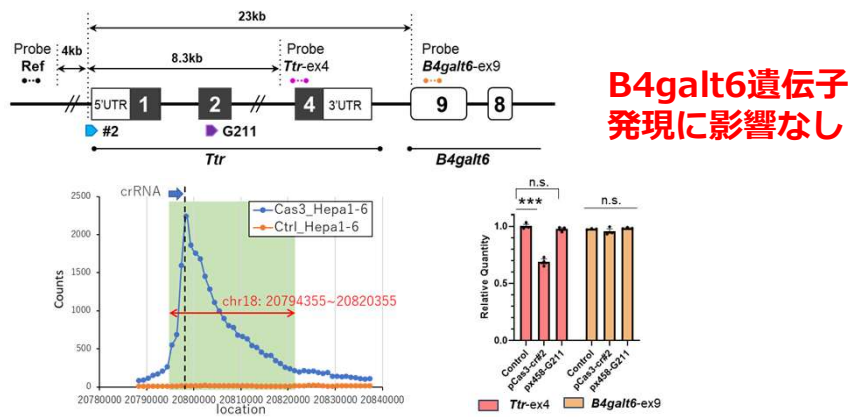 23kb
Probe
Ref
4kb
8.3kb
Probe
Ttr-ex4
Probe
B4galt6-ex9
5'UTR
1
2
4
3'UTR
9
8
#2
G211
Ttr
B4galt6
B4galt6遺伝子
発現に影響なし
crRNA
Cas3_Hepa1-6
Ctrl_Hepa1-6
chr18: 20794355~20820355
Counts
2500
2000
1500
1000
500
0
20780000 20790000 20800000 20810000 20820000 20830000 20840000
location
n.s.
***
n.s.
Relative Quantity
1.0
0.5
0.0
Control
pCas3-cr#2
px458-G211
Control
pCas3-cr#2
px458-G211
Ttr-ex4
B4galt6-ex9